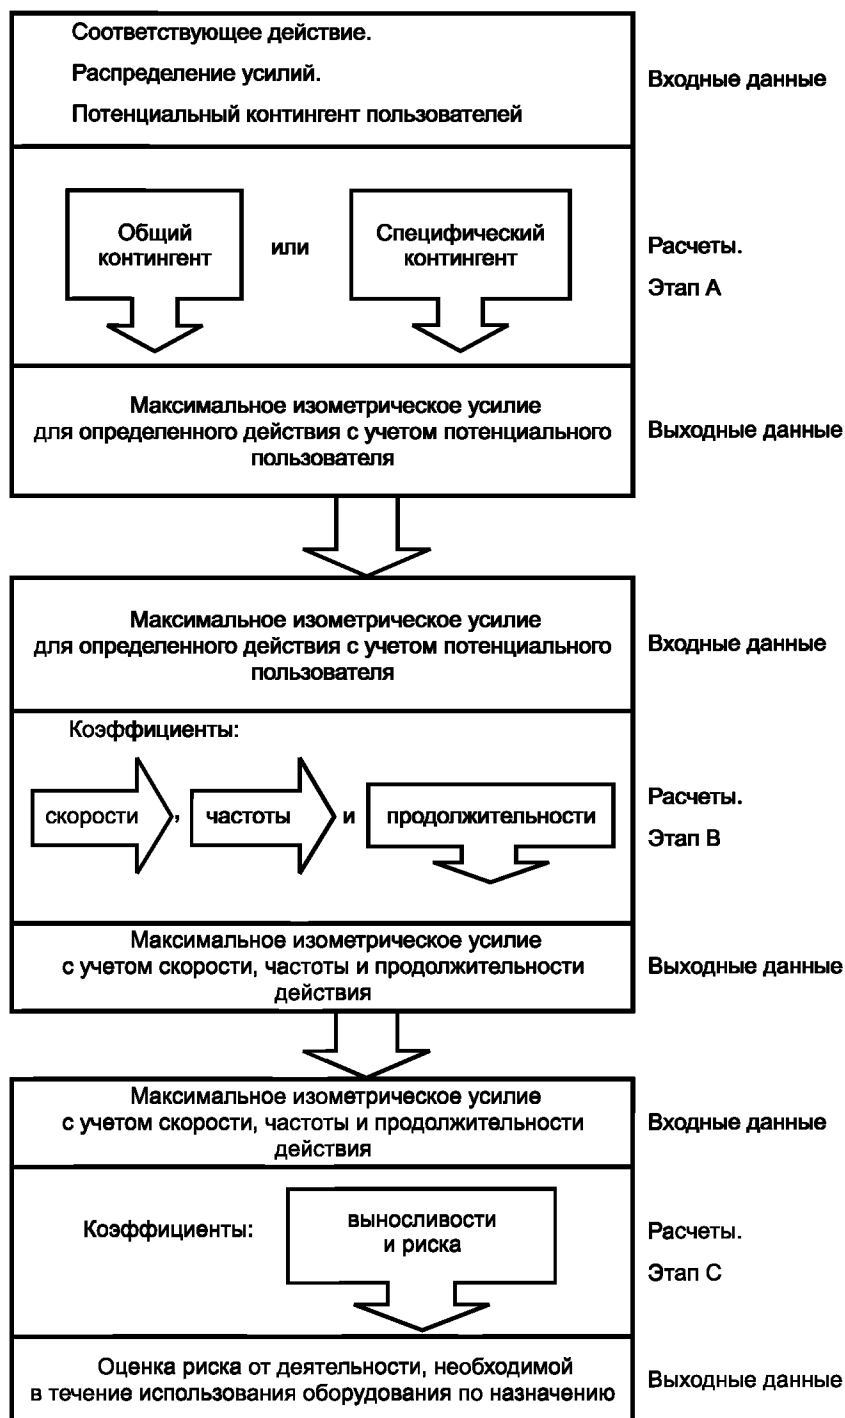 Соответствующее действие.
Распределение усилий.
Потенциальный контингент пользователей
Входные данные
Общий
контингент
или
Специфический
контингент
Расчеты.
Этап А
Максимальное изометрическое усилие
для определенного действия с учетом потенциального
пользователя
Выходные данные
Максимальное изометрическое усилие
для определенного действия с учетом потенциального
пользователя
Входные данные
Коэффициенты:
скорости
,
частоты
и
продолжительности
Расчеты.
Этап В
Максимальное изометрическое усилие
с учетом скорости, частоты и продолжительности
действия
Выходные данные
Максимальное изометрическое усилие
с учетом скорости, частоты и продолжительности
действия
Входные данные
Коэффициенты:
выносливости
и риска
Расчеты.
Этап С
Оценка риска от деятельности, необходимой
в течение использования оборудования по назначению
Выходные данные